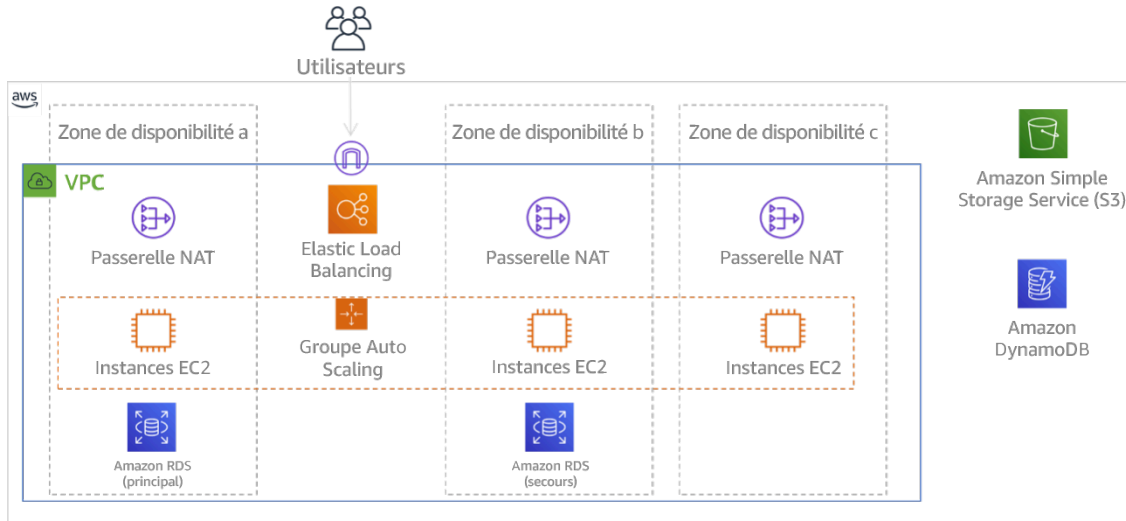 Utilisateurs
aws
Zone de disponibilité a
Zone de disponibilité b
Zone de disponibilité c
VPC
Amazon Simple
Storage Service (S3)
Passerelle NAT
Elastic Load
Balancing
Passerelle NAT
Passerelle NAT
Amazon
DynamoDB
Instances EC2
Groupe Auto
Scaling
Instances EC2
Instances EC2
Amazon RDS
(principal)
Amazon RDS
(secours)